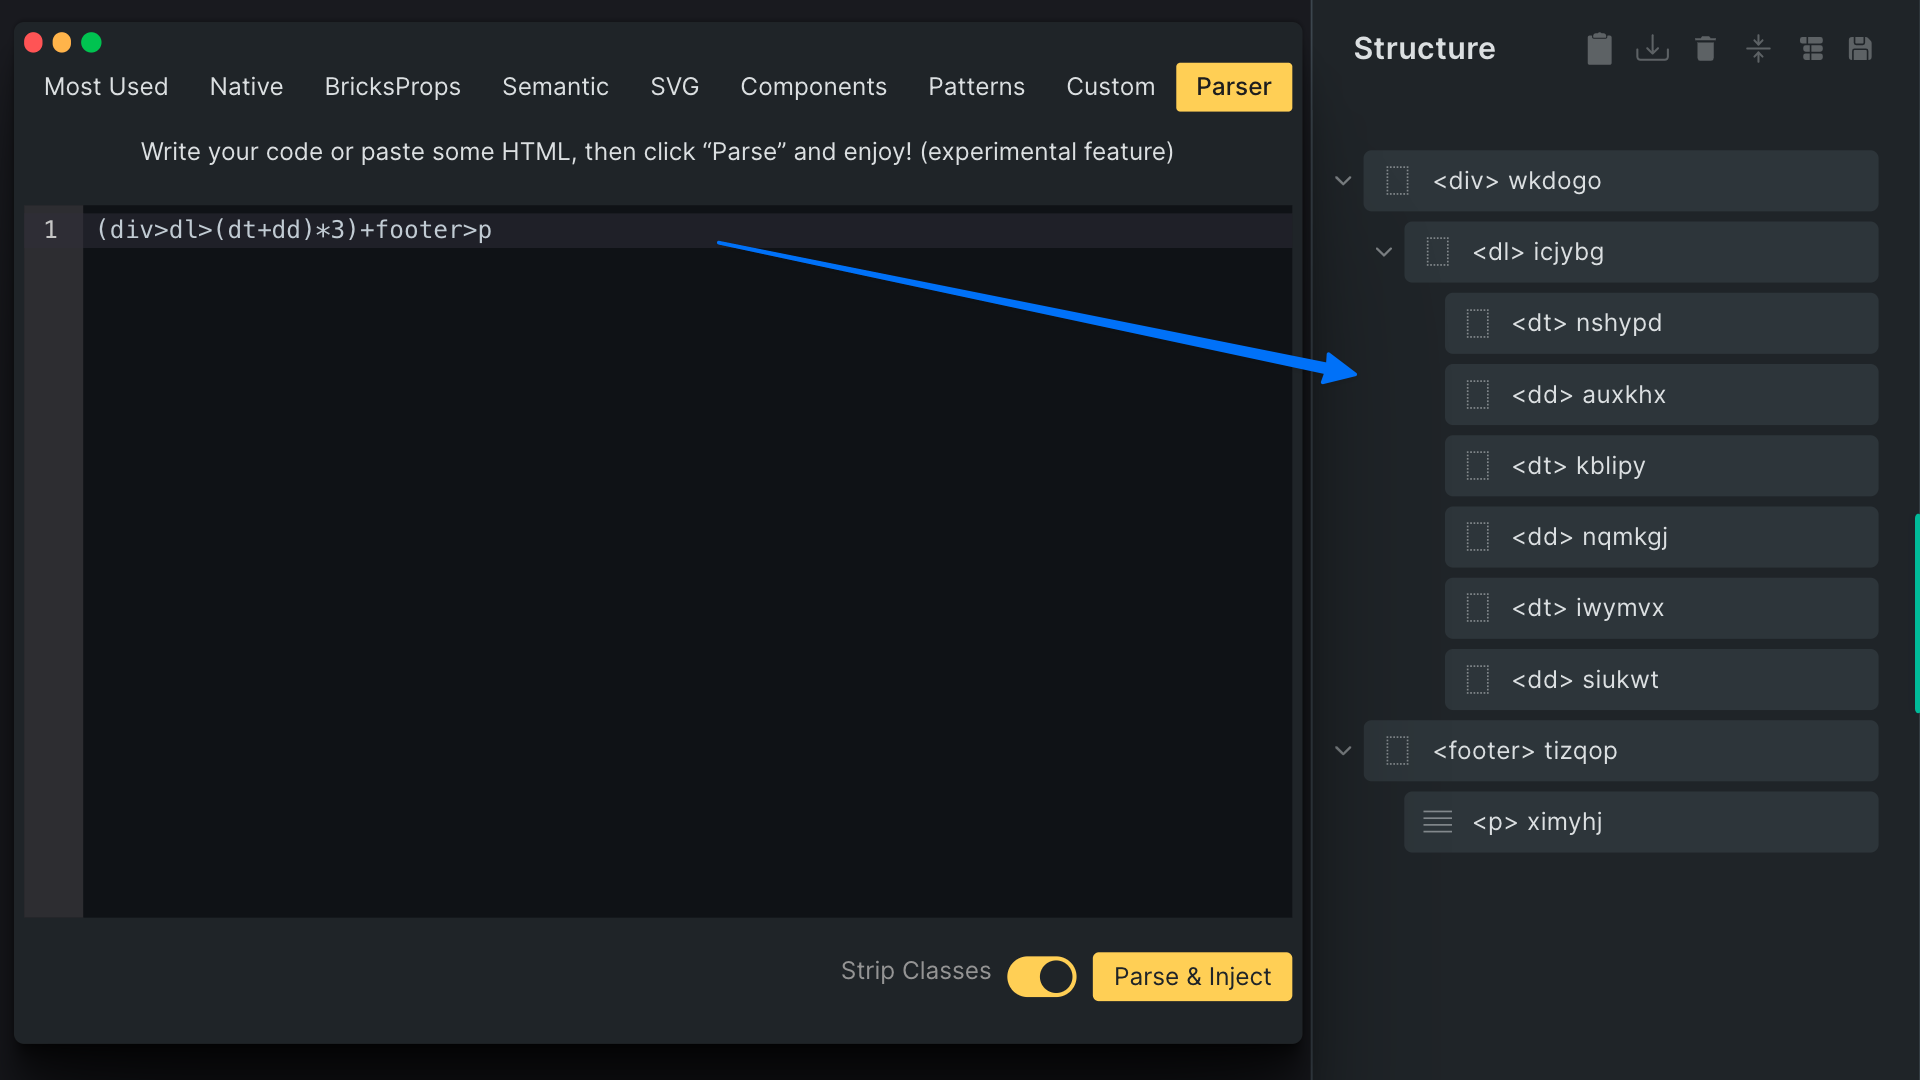 Most Used Native BricksProps Semantic SVG Components Patterns Custom Parser
Write your code or paste some HTML, then click “Parse” and enjoy! (experimental feature)
1 (div>dl>(dt+dd)*3)+footer>p
Strip Classes Parse & Inject
Structure
<div> wkdogo
<dl> icjybg
<dt> nshypd
<dd> auxkhx
<dt> kblipy
<dd> nqmkgj
<dt> iwymvx
<dd> siukwt
<footer> tizqop
<p> ximyhj